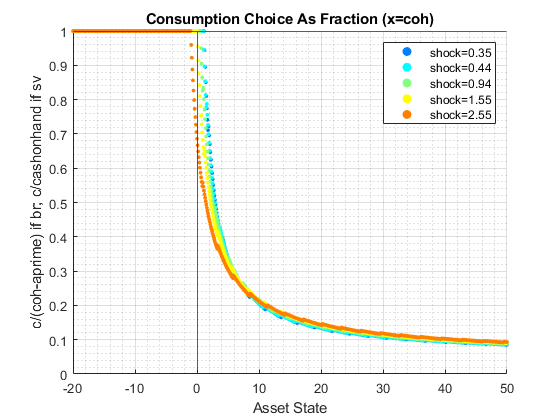 Consumption Choice As Fraction (x=coh)
c/(coh-aprime) if br, c/cashonhand if sv
1
0.9
0.8
0.7
0.6
0.5
0.4
0.3
0.2
0.1
0
shock=0.35
shock=0.44
shock=0.94
shock=1.55
shock=2.55
-20 -10 0 10 20 30 40 50
Asset State